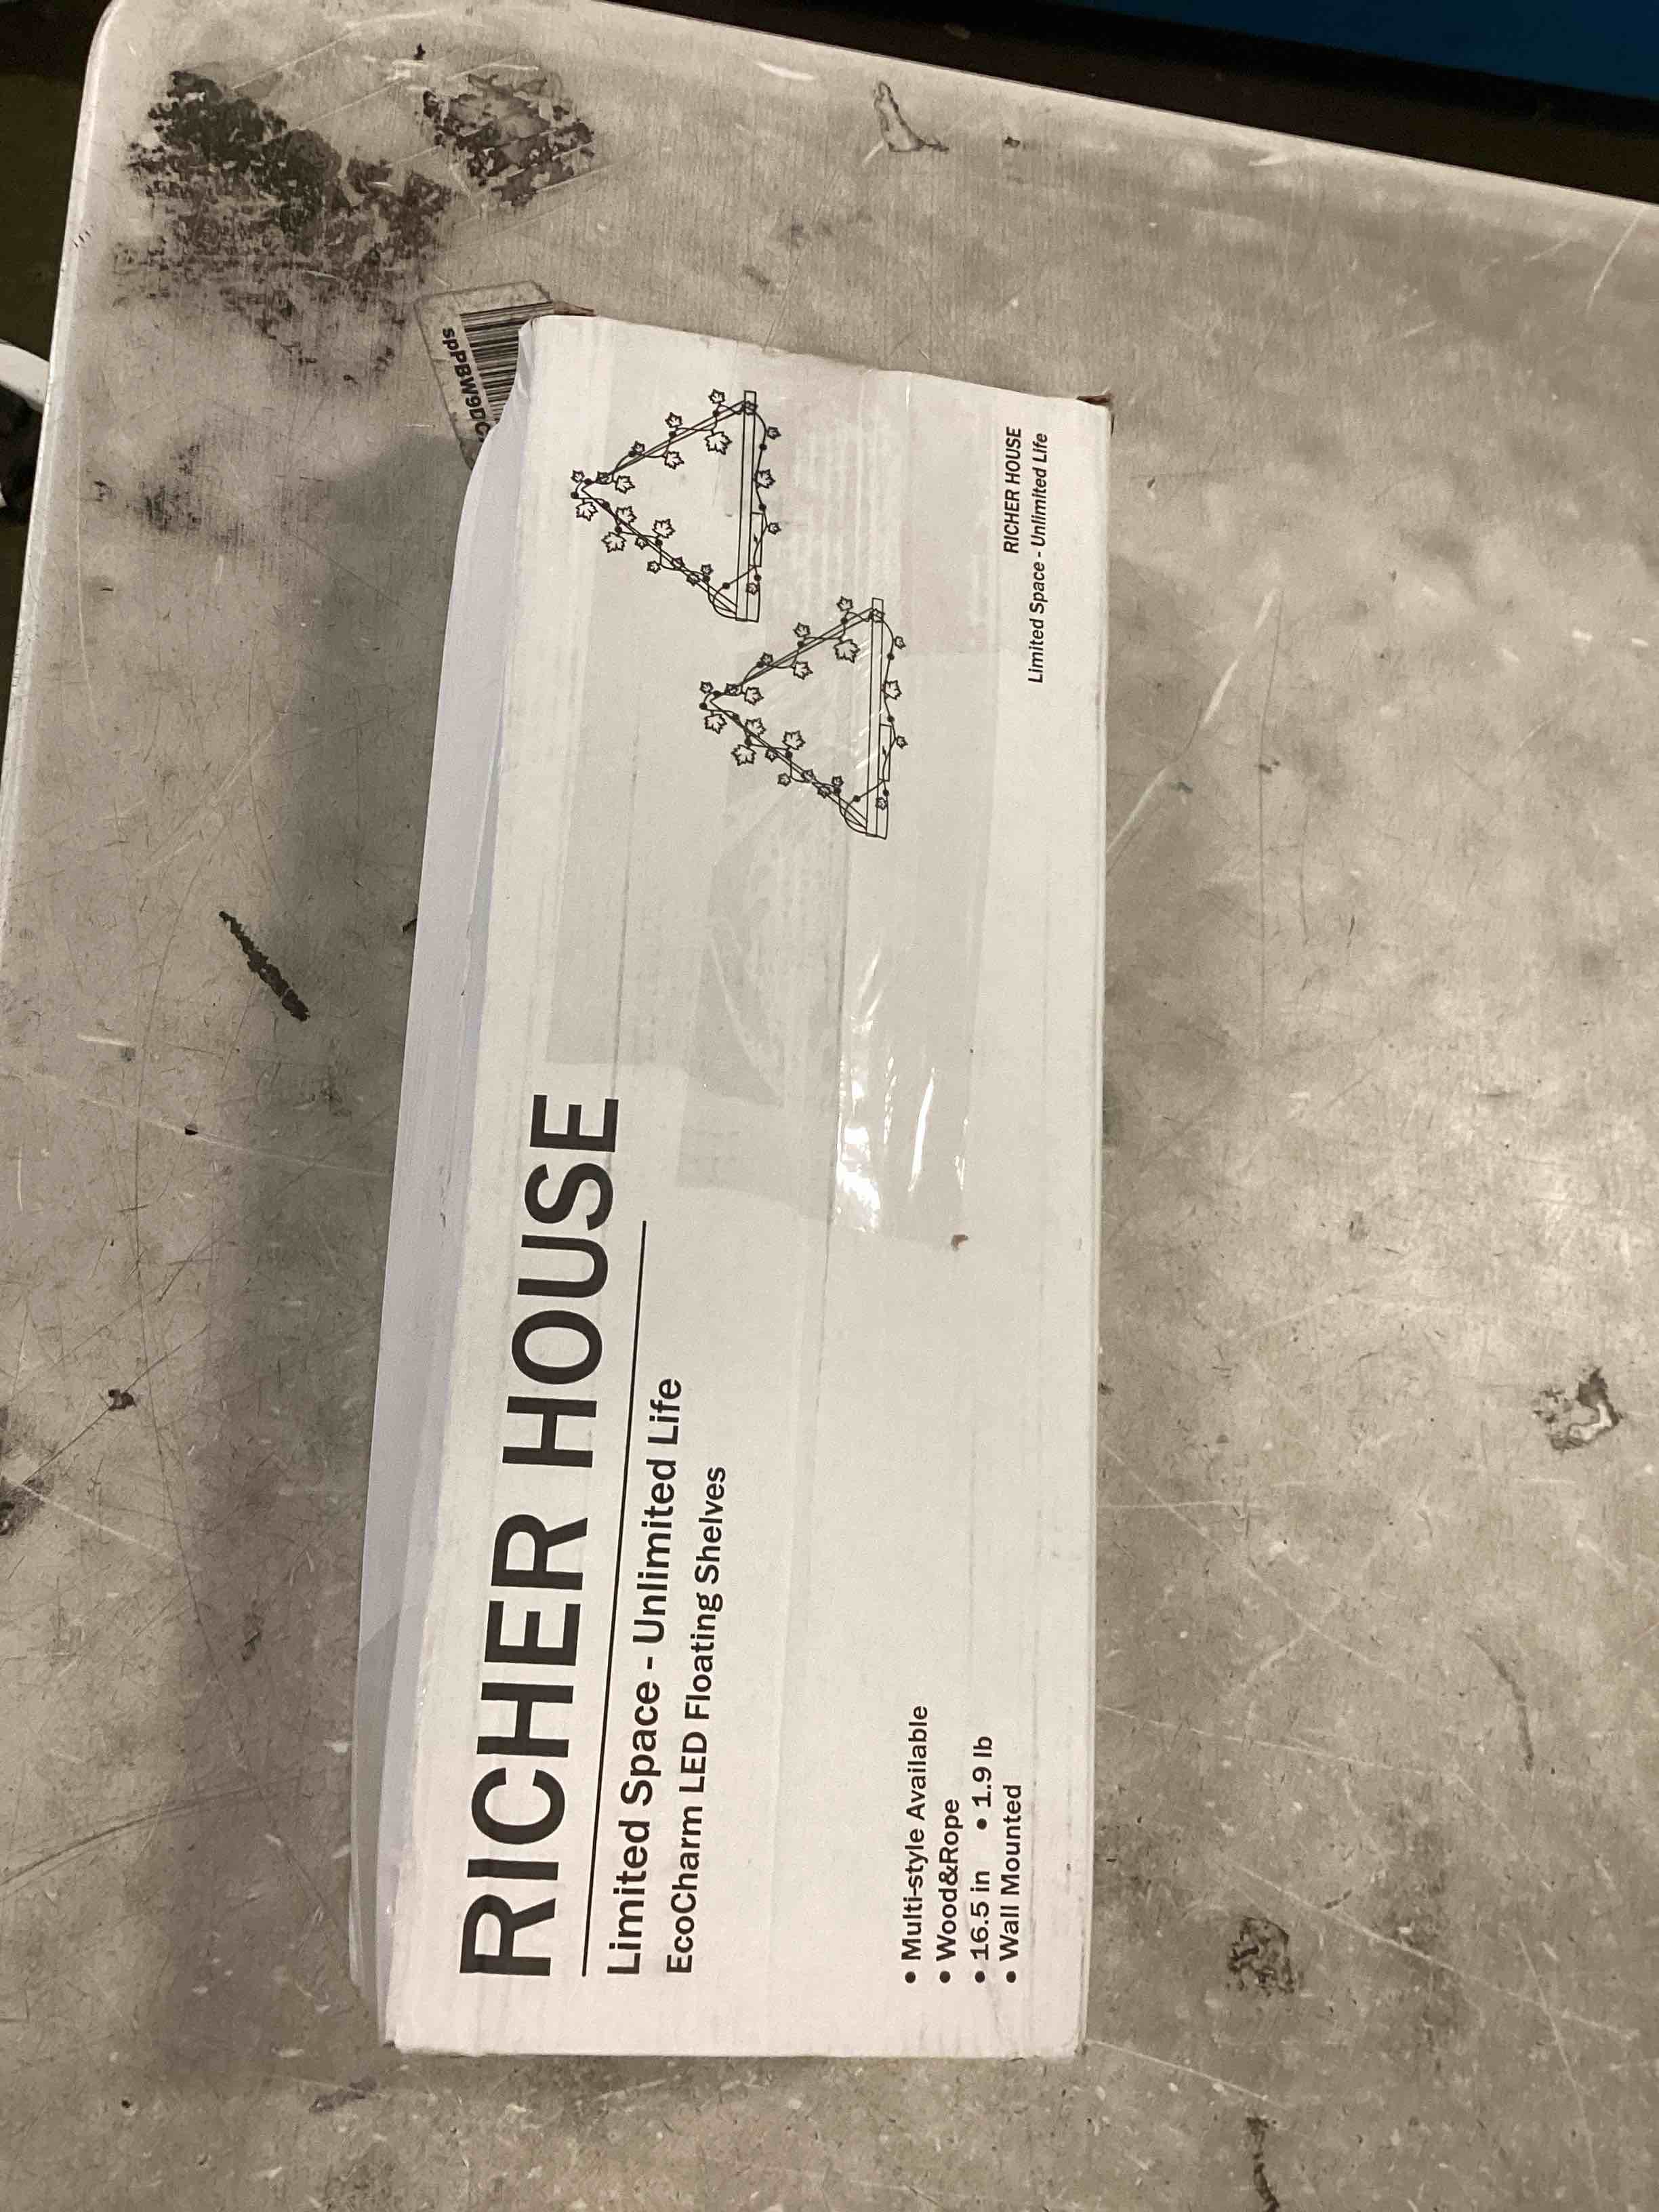 RICHER HOUSE
Limited Space - Unlimited Life
EcoCharm LED Floating Shelves
• Multi-style Available
• Wood&Rope
• 16.5 in • 1.9 lb
• Wall Mounted
RICHER HOUSE
Limited Space - Unlimited Life